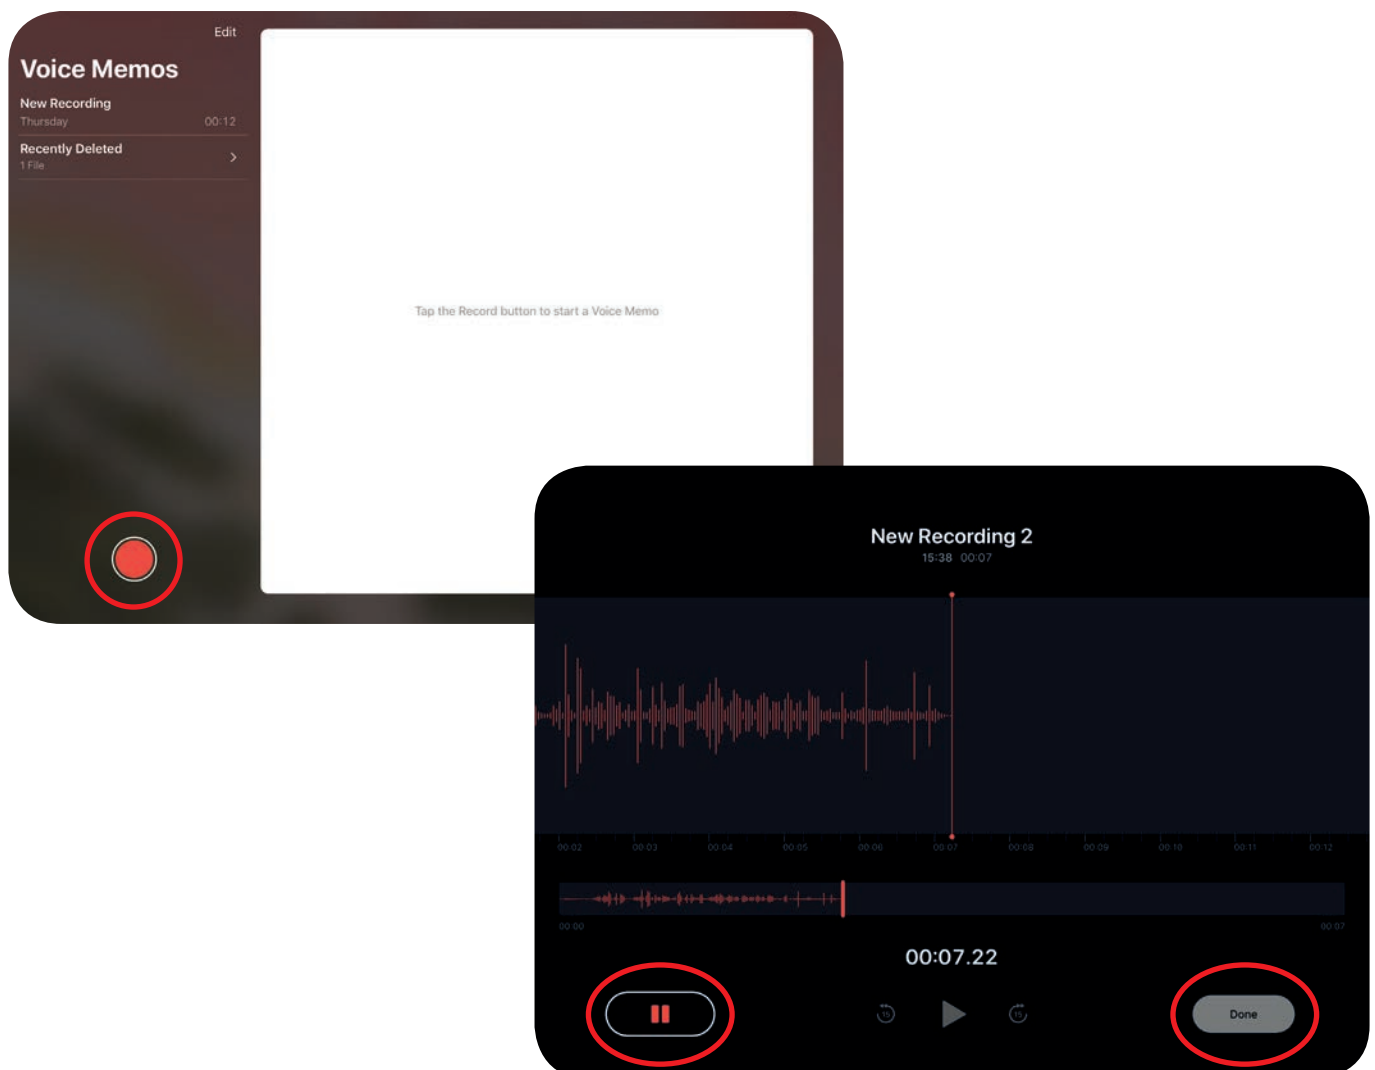 Edit
Voice Memos
New Recording
Thursday 00:12
Recently Deleted
1 File
Tap the Record button to start a Voice Memo
New Recording 2
15:38 00:07
00:02 00:03 00:04 00:05 00:06 00:07 00:08 00:09 00:10 00:11 00:12
00:00 00:07
00:07.22
15 15
Done